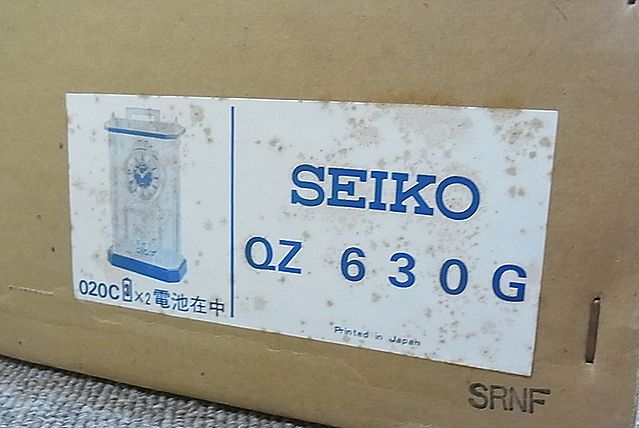 SEIKO
QZ 630G
020C ×2電池在中
Printed in Japan
SRNF